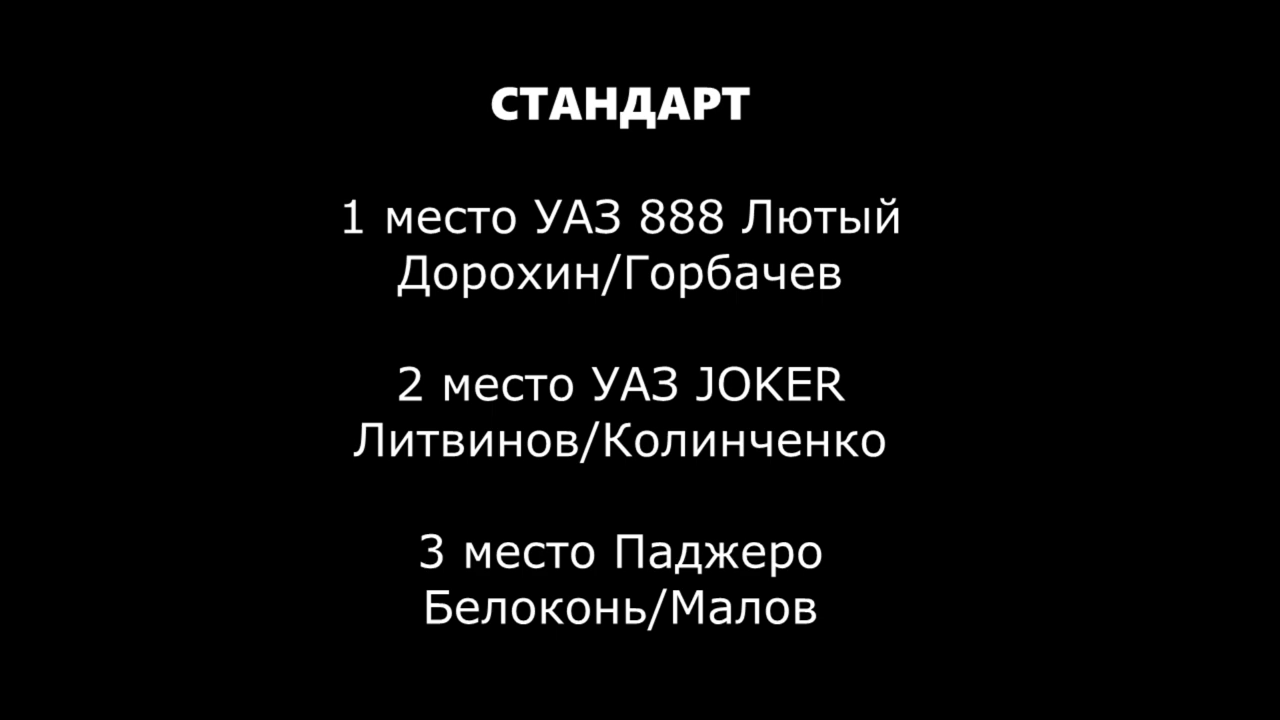 СТАНДАРТ
1 место УАЗ 888 Лютый
Дорохин/Горбачев
2 место УАЗ JOKER
Литвинов/Колинченко
3 место Паджеро
Белоконь/Малов